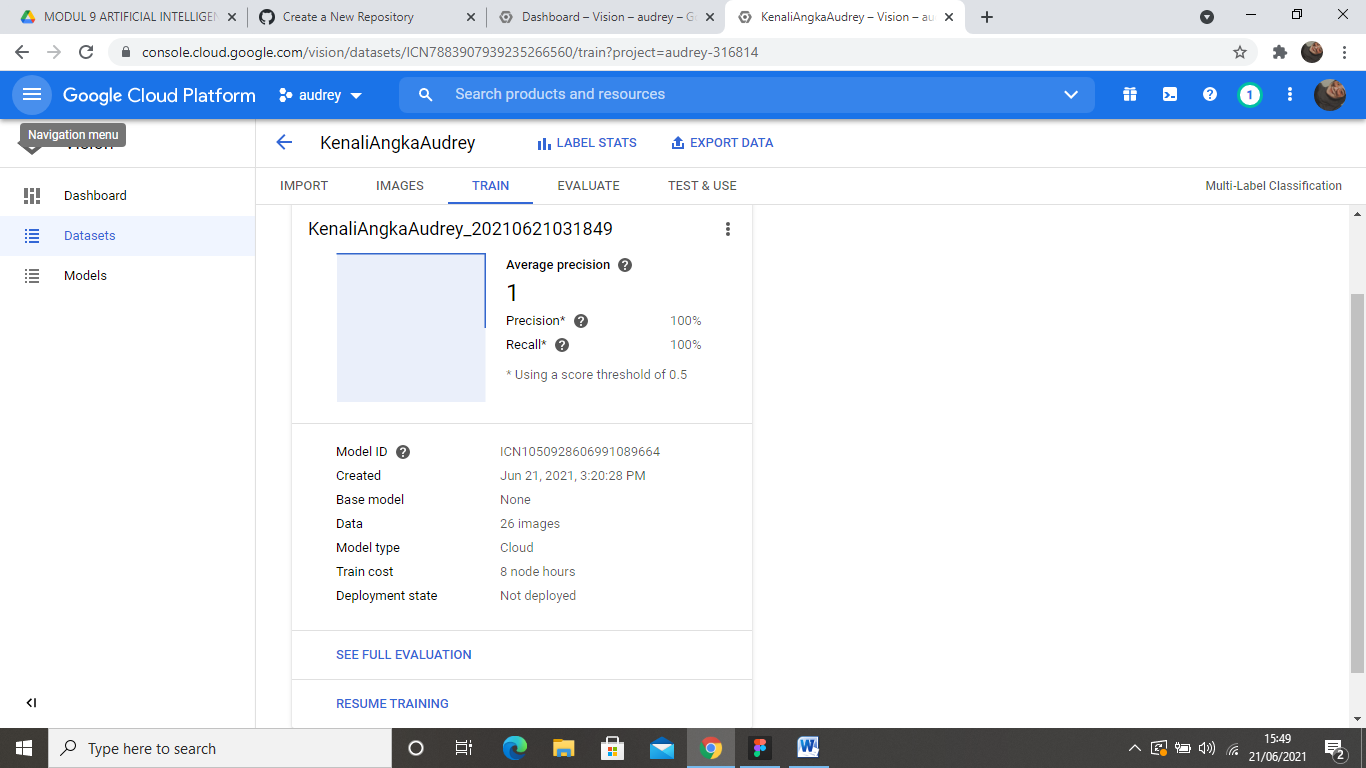 MODUL 9 ARTIFICIAL INTELLIGEN
Create a New Repository
Dashboard – Vision – audrey – G
KenaliAngkaAudrey – Vision – au
console.cloud.google.com/vision/datasets/ICN7883907939235266560/train?project=audrey-316814
Google Cloud Platform
audrey
Search products and resources
1
Navigation menu
Vision
KenaliAngkaAudrey
LABEL STATS
EXPORT DATA
Dashboard
Datasets
Models
IMPORT
IMAGES
TRAIN
EVALUATE
TEST & USE
Multi-Label Classification
KenaliAngkaAudrey_20210621031849
Average precision ?
1
Precision* ? 100%
Recall* ? 100%
* Using a score threshold of 0.5
Model ID ? ICN1050928606991089664
Created Jun 21, 2021, 3:20:28 PM
Base model None
Data 26 images
Model type Cloud
Train cost 8 node hours
Deployment state Not deployed
SEE FULL EVALUATION
RESUME TRAINING
Type here to search
15:49
21/06/2021
2